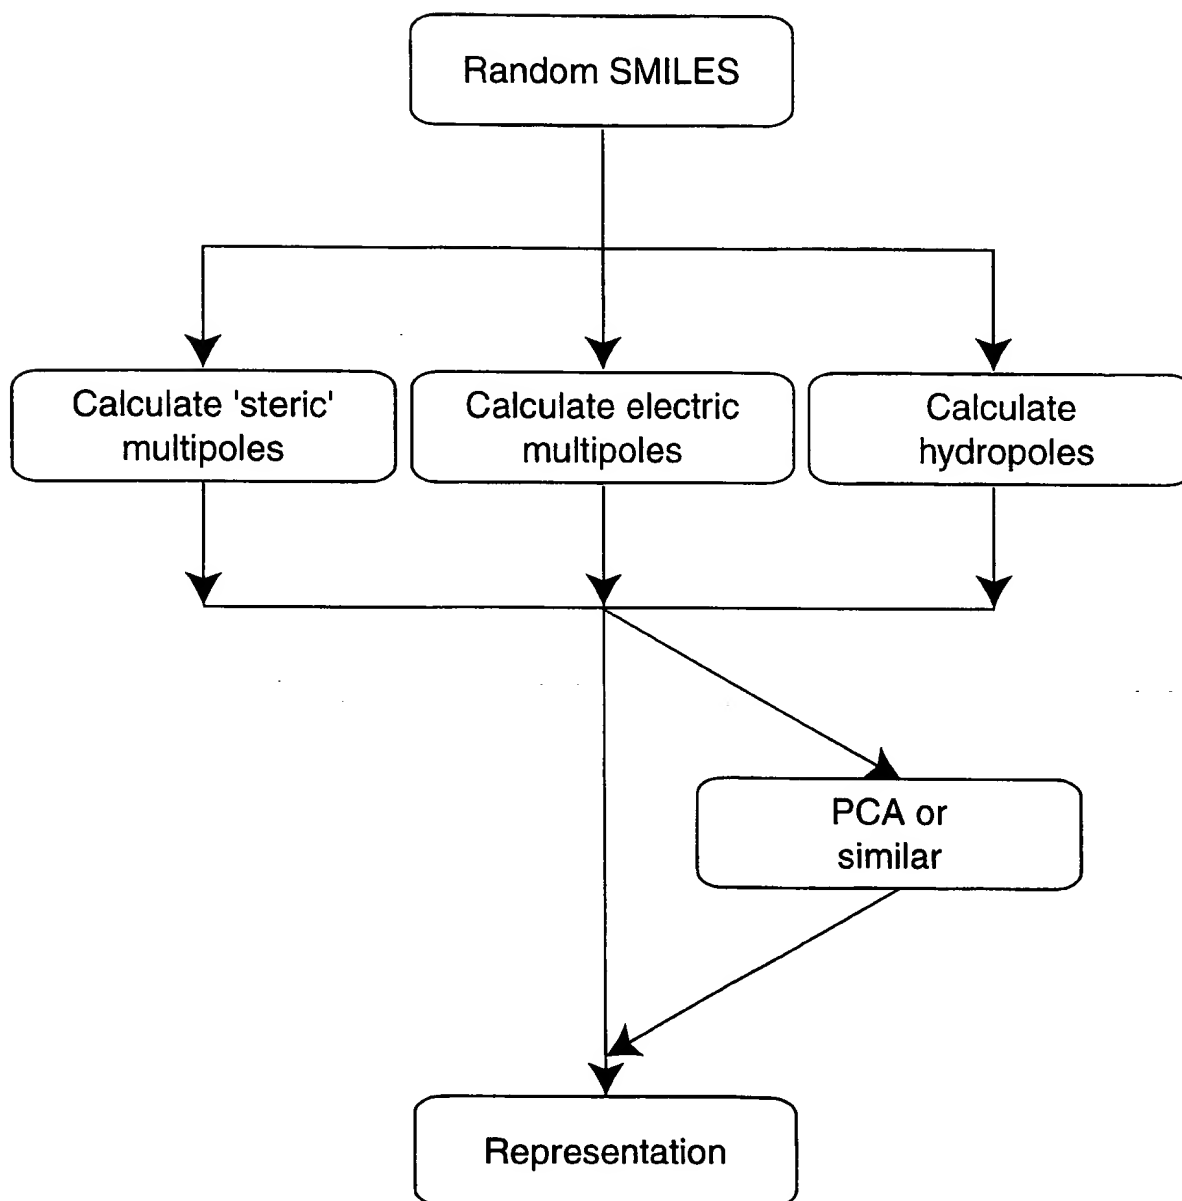 Random SMILES
Calculate 'steric'
multipoles
Calculate electric
multipoles
Calculate
hydropoles
PCA or
similar
Representation